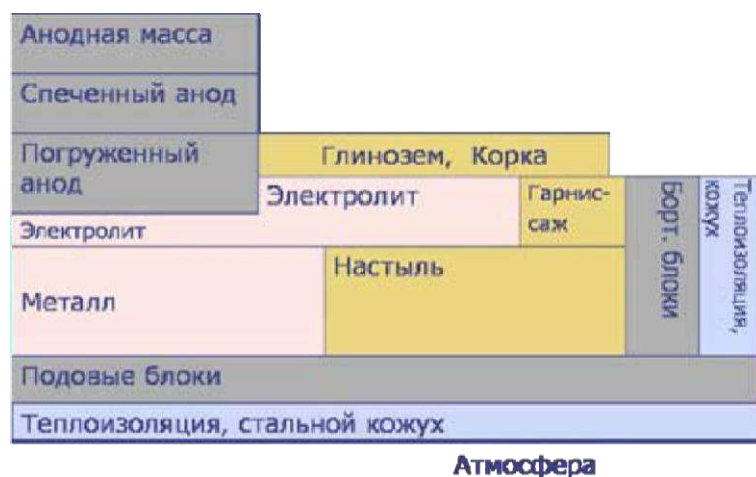 Анодная масса
Спеченный анод
Погруженный
анод
Глинозем, Корка
Электролит
Гарнис-
саж
Электролит
Борт. блоки
Теплоизоляция,
кожух
Металл
Настыль
Подовые блоки
Теплоизоляция, стальной кожух
Атмосфера